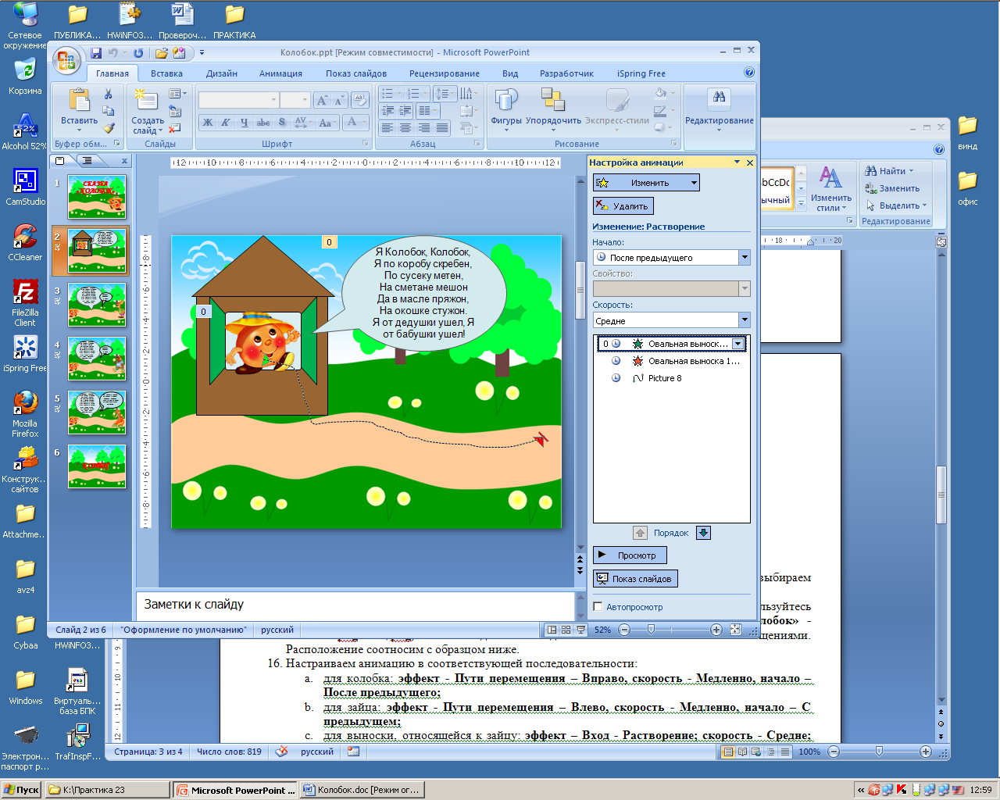 Сетевое
окружение
ПУБЛИКА...
HWiNFO3...
Провероч...
ПРАКТИКА
Корзина
Alcohol 52%
CamStudio
CCleaner
FileZilla
Client
iSpring Free
Mozilla
Firefox
Конструк...
сайтов
Attachme...
avz4
Cybaa
HWiNFO3...
Windows
Виртуаль...
база БПК
Электрон...
паспорт р...
TrafInspF...
винд
офис
Колобок.ppt [Режим совместимости] - Microsoft PowerPoint
Главная
Вставка
Дизайн
Анимация
Показ слайдов
Рецензирование
Вид
Разработчик
iSpring Free
Вставить
Буфер обм...
Создать
слайд
Слайды
Ж К Ч abc S AV Aa A
Шрифт
Абзац
Фигуры
Упорядочить
Экспресс-стили
Рисование
Редактирование
12 10 8 6 4 2 0 2 4 6 8 10 12
1
СКАЗКА
КОЛОБОК
2
3
4
5
6
0
0
Я Колобок, Колобок,
Я по коробу скребен,
По сусеку метен,
На сметане мешон
Да в масле пряжон,
На окошке стужон.
Я от дедушки ушел, Я
от бабушки ушел!
Заметки к слайду
Слайд 2 из 6
"Оформление по умолчанию"
русский
52%
Настройка анимации
Изменить
Удалить
Изменение: Растворение
Начало:
После предыдущего
Свойство:
Скорость:
Средне
0 Овальная выноск...
Овальная выноска 1...
Picture 8
Порядок
Просмотр
Показ слайдов
Автопросмотр
Изменить
стили
Найти
Заменить
Выделить
Редактирование
18 20
выбираем
льзуйтесь
лобок» -
щениями.
Расположение соотносим с образцом ниже.
16. Настраиваем анимацию в соответствующей последовательности:
a. для колобка: эффект - Пути перемещения – Вправо, скорость - Медленно, начало –
После предыдущего;
b. для зайца: эффект - Пути перемещения – Влево, скорость - Медленно, начало – С
предыдущем;
c. для выноски, относящейся к зайцу: эффект – Вход - Растворение; скорость - Средне;
Страница: 3 из 4
Число слов: 819
русский
100%
Пуск
K:\Практика 23
Microsoft PowerPoint ...
Колобок.doc [Режим ог...
12:59